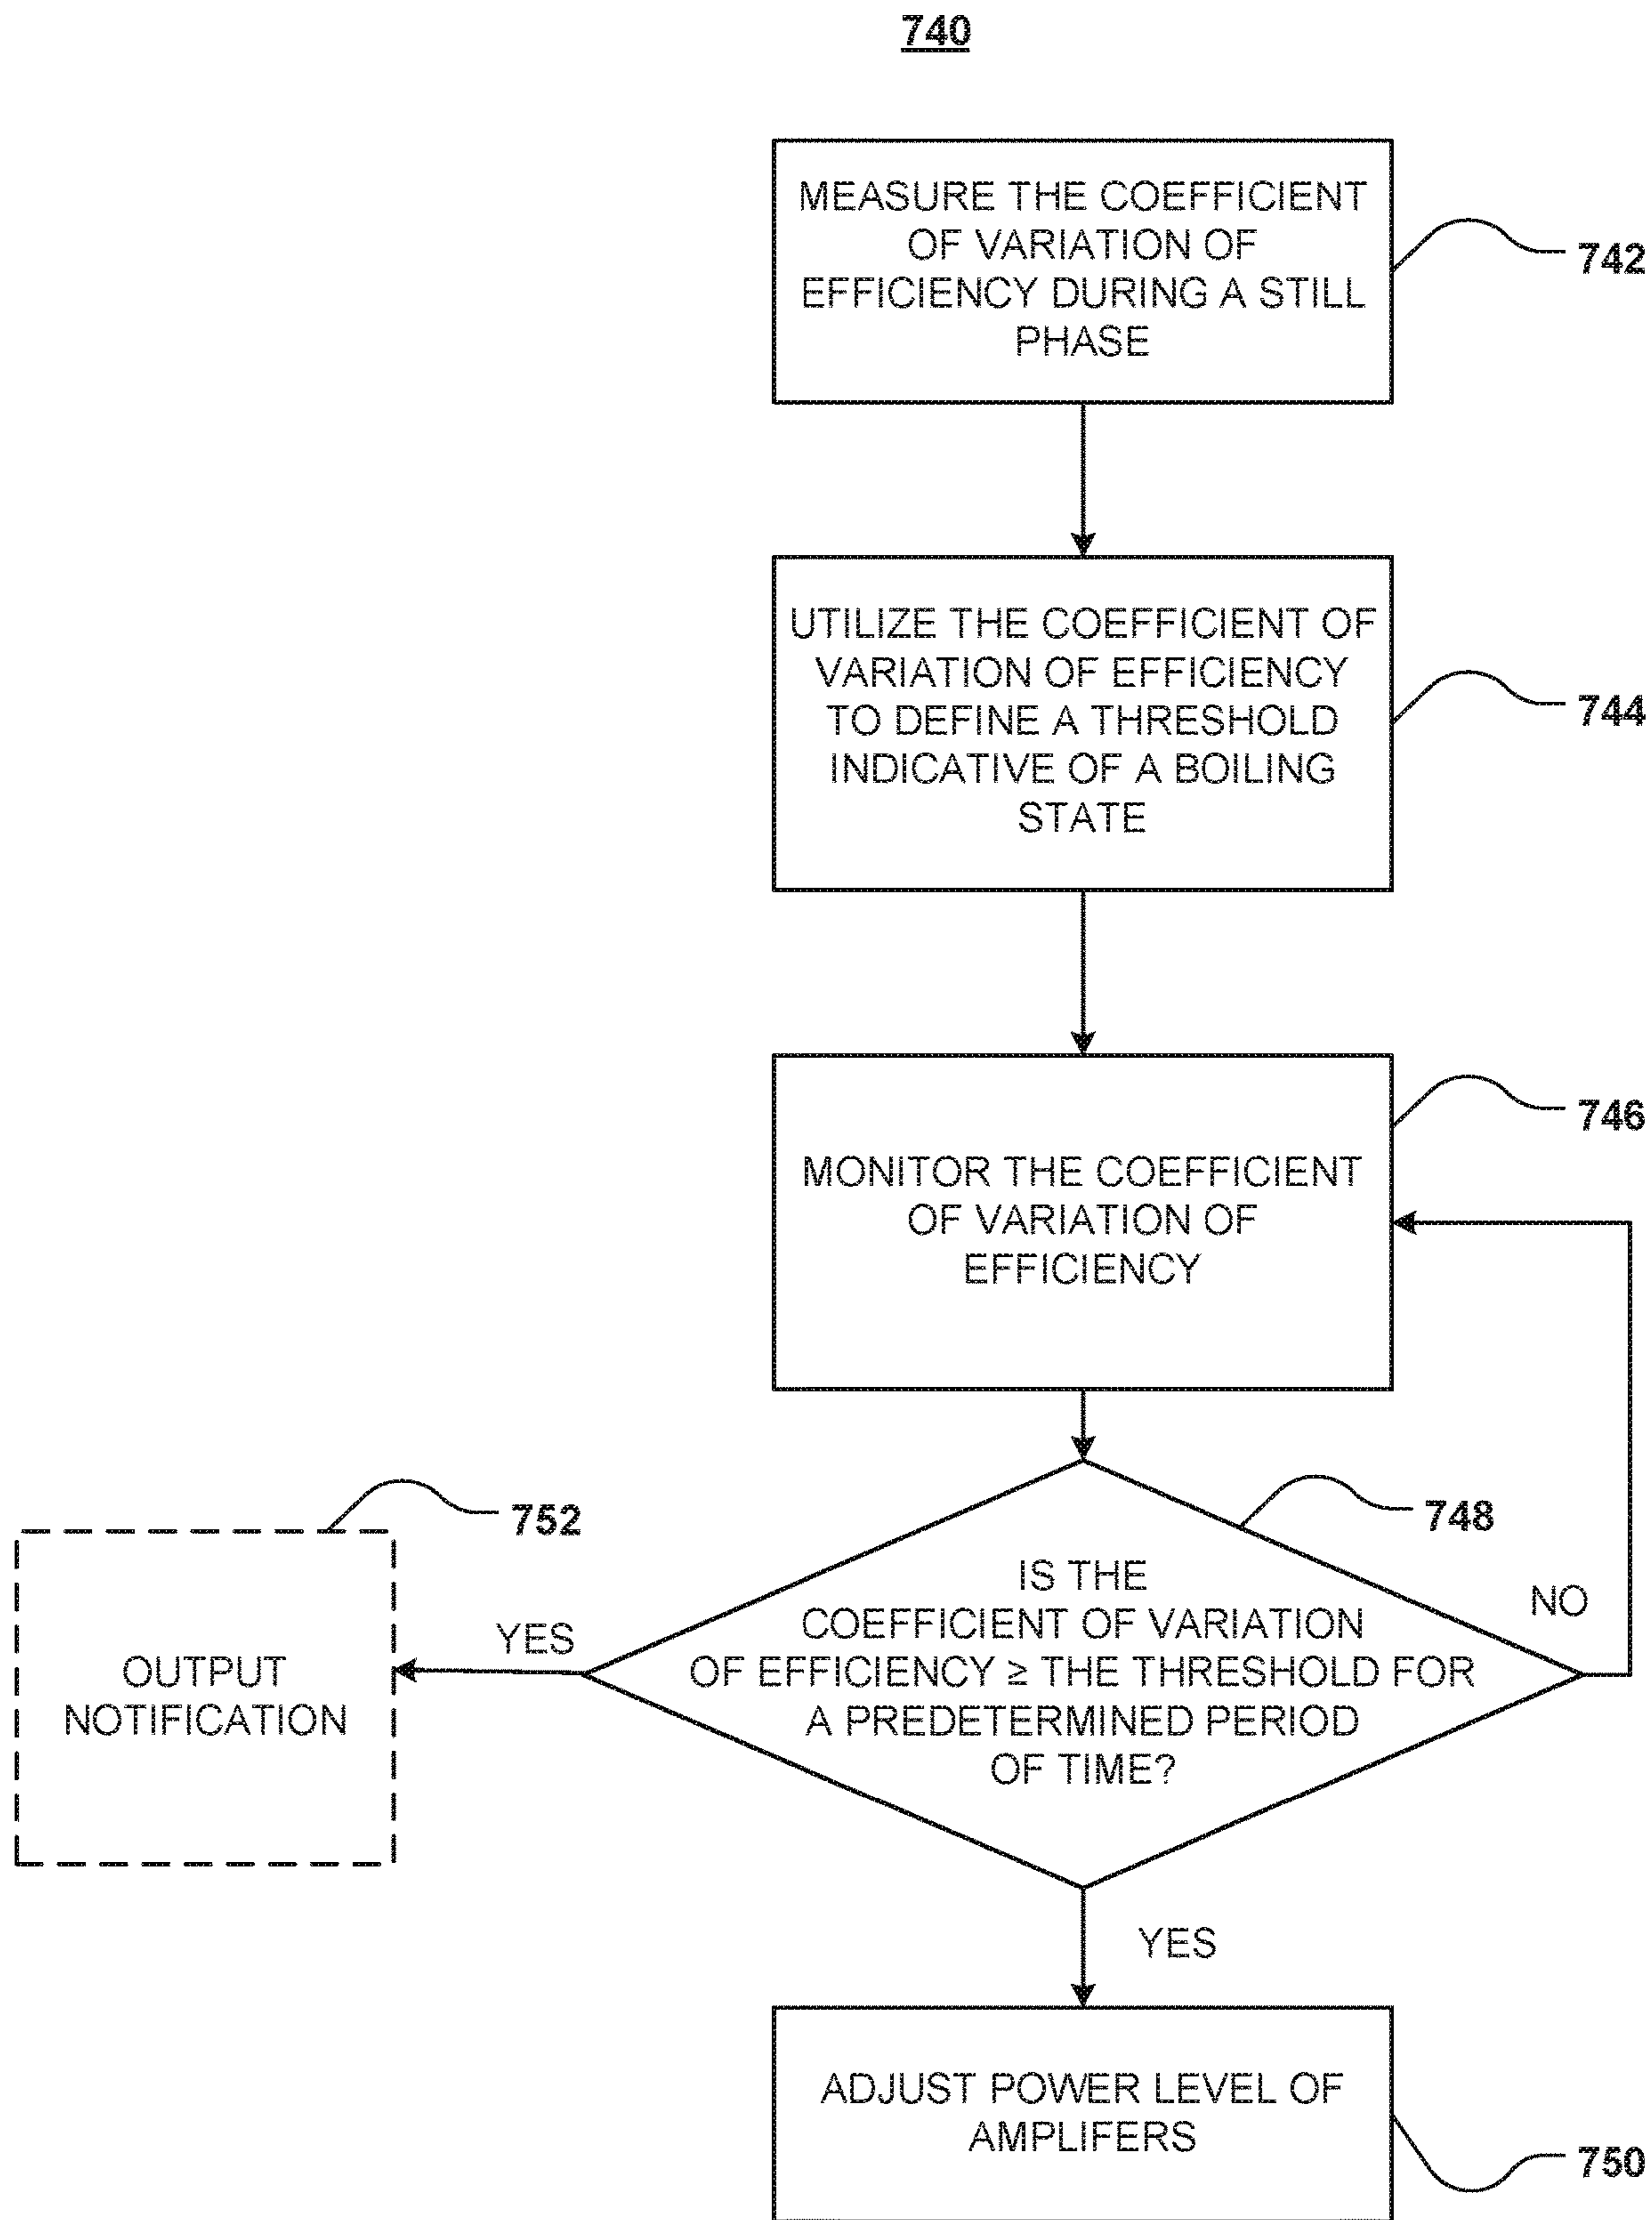 740
MEASURE THE COEFFICIENT
OF VARIATION OF
EFFICIENCY DURING A STILL
PHASE
742
UTILIZE THE COEFFICIENT OF
VARIATION OF EFFICIENCY
TO DEFINE A THRESHOLD
INDICATIVE OF A BOILING
STATE
744
MONITOR THE COEFFICIENT
OF VARIATION OF
EFFICIENCY
746
IS THE
COEFFICIENT OF VARIATION
OF EFFICIENCY ≥ THE THRESHOLD FOR
A PREDETERMINED PERIOD
OF TIME?
748
NO
YES
OUTPUT
NOTIFICATION
752
YES
ADJUST POWER LEVEL OF
AMPLIFERS
750